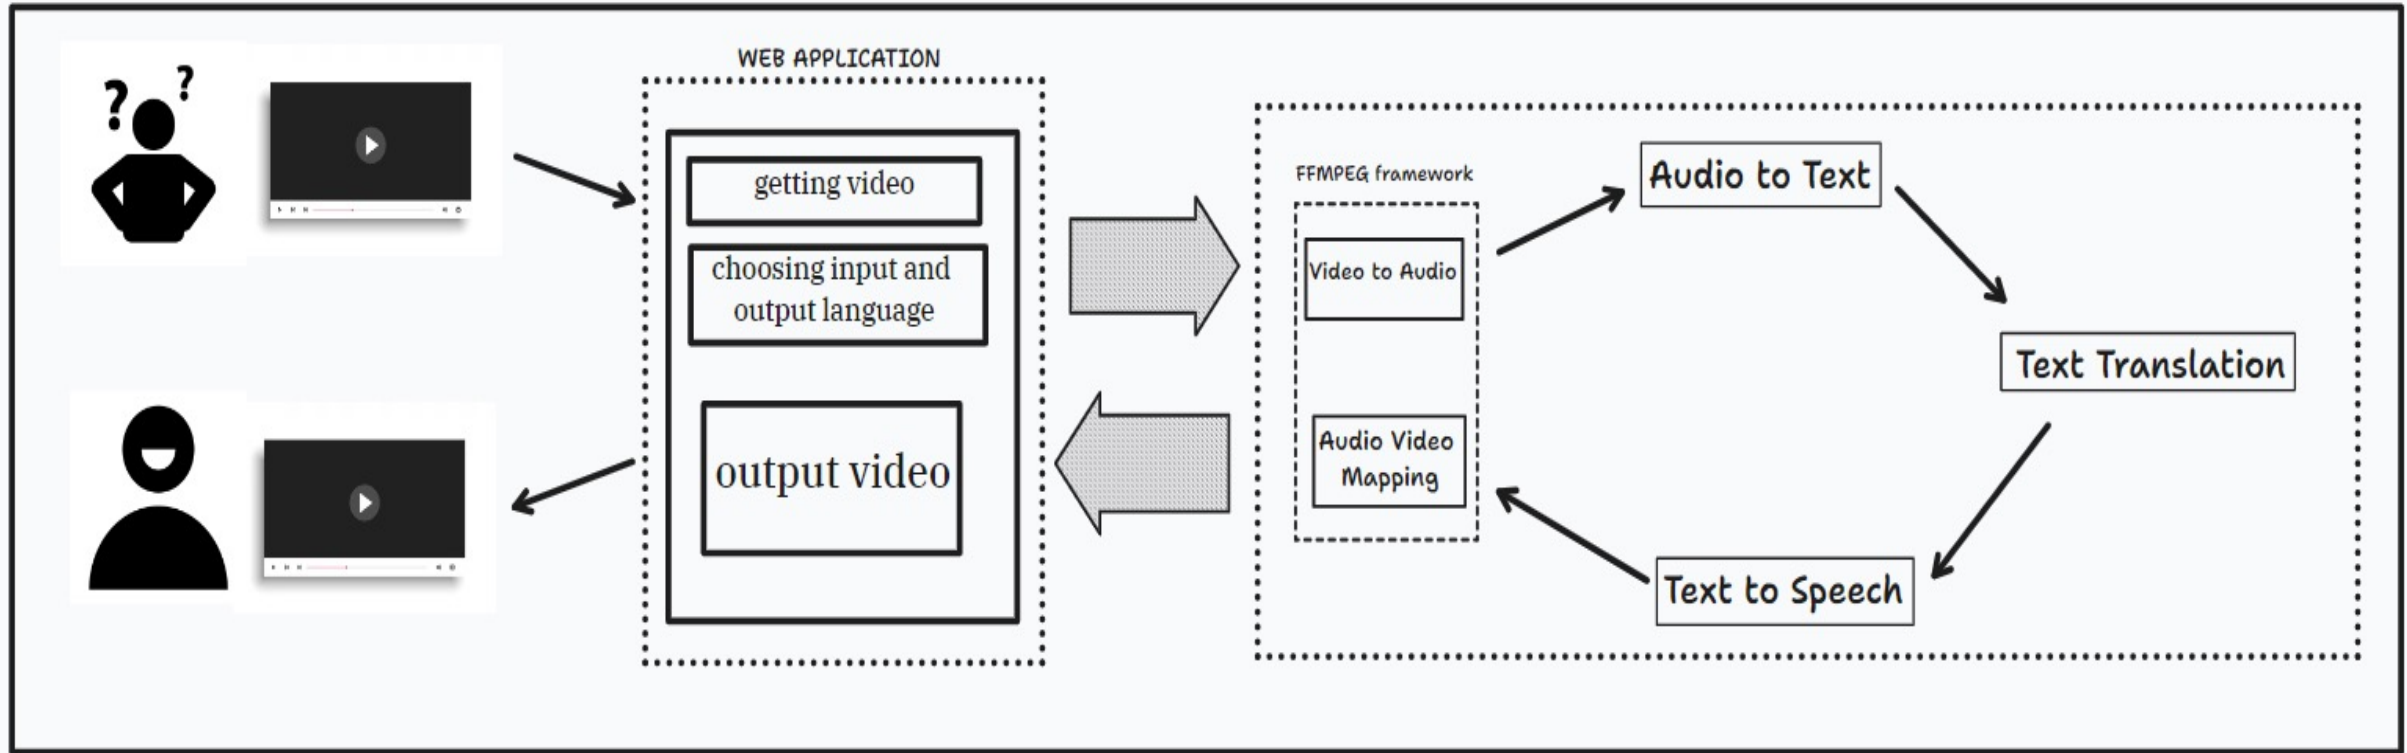 ? ?
WEB APPLICATION
getting video
choosing input and
output language
output video
FFMPEG framework
Video to Audio
Audio Video
Mapping
Audio to Text
Text Translation
Text to Speech